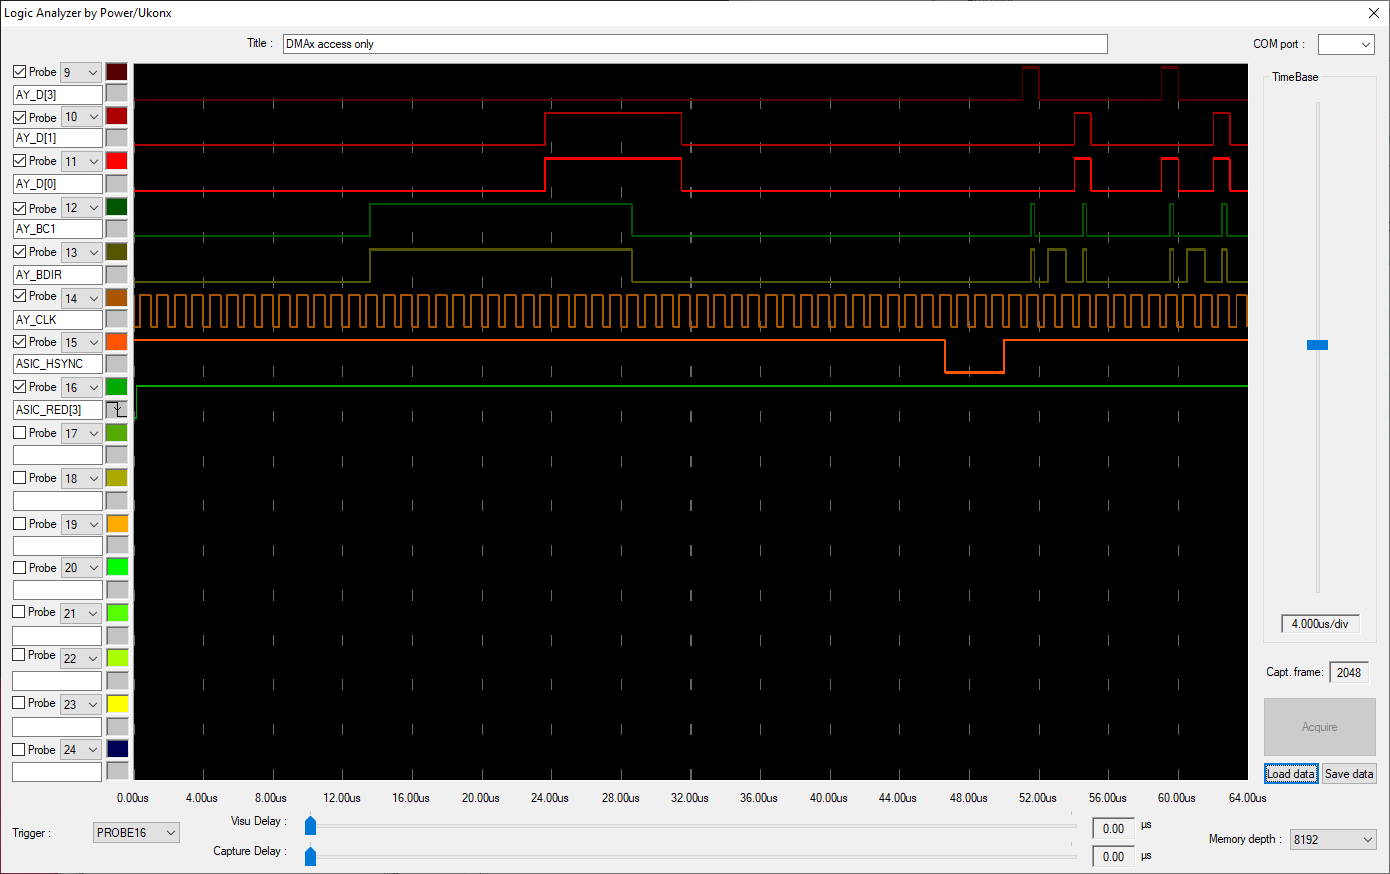 Logic Analyzer by Power/Ukonx
Title : DMAx access only COM port :
Probe 9
AY_D[3]
Probe 10
AY_D[1]
Probe 11
AY_D[0]
Probe 12
AY_BC1
Probe 13
AY_BDIR
Probe 14
AY_CLK
Probe 15
ASIC_HSYNC
Probe 16
ASIC_RED[3]
Probe 17
Probe 18
Probe 19
Probe 20
Probe 21
Probe 22
Probe 23
Probe 24
TimeBase
4.000us/div
Capt. frame: 2048
Acquire
Load data Save data
0.00us 4.00us 8.00us 12.00us 16.00us 20.00us 24.00us 28.00us 32.00us 36.00us 40.00us 44.00us 48.00us 52.00us 56.00us 60.00us 64.00us
Trigger : PROBE16
Visu Delay : 0.00 µs
Capture Delay : 0.00 µs
Memory depth : 8192